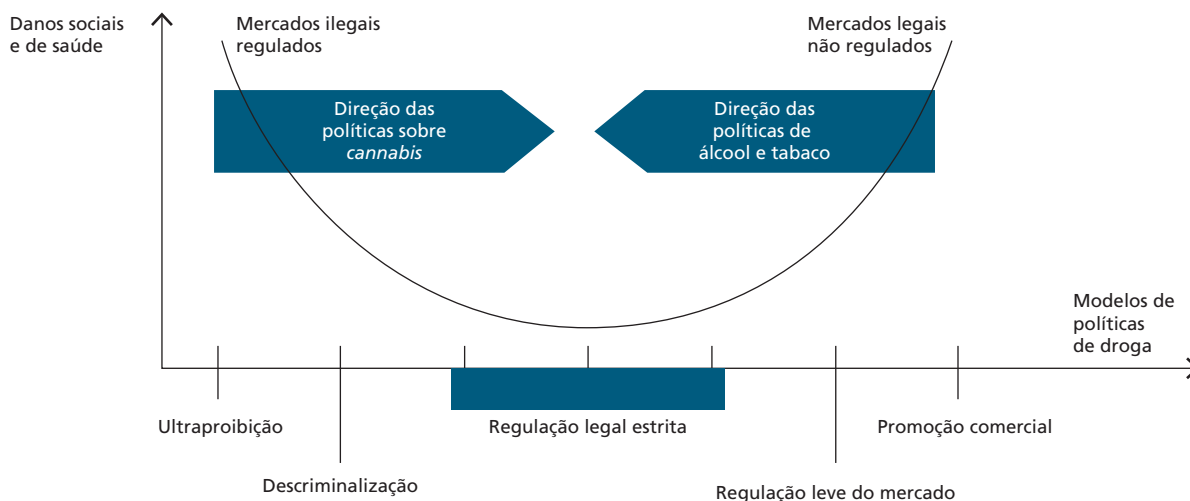 Danos sociais
e de saúde
Mercados ilegais
regulados
Mercados legais
não regulados
Direção das
políticas sobre
cannabis
Direção das
políticas de
álcool e tabaco
Modelos de
políticas
de droga
Ultraproibição
Regulação legal estrita
Promoção comercial
Descriminalização
Regulação leve do mercado